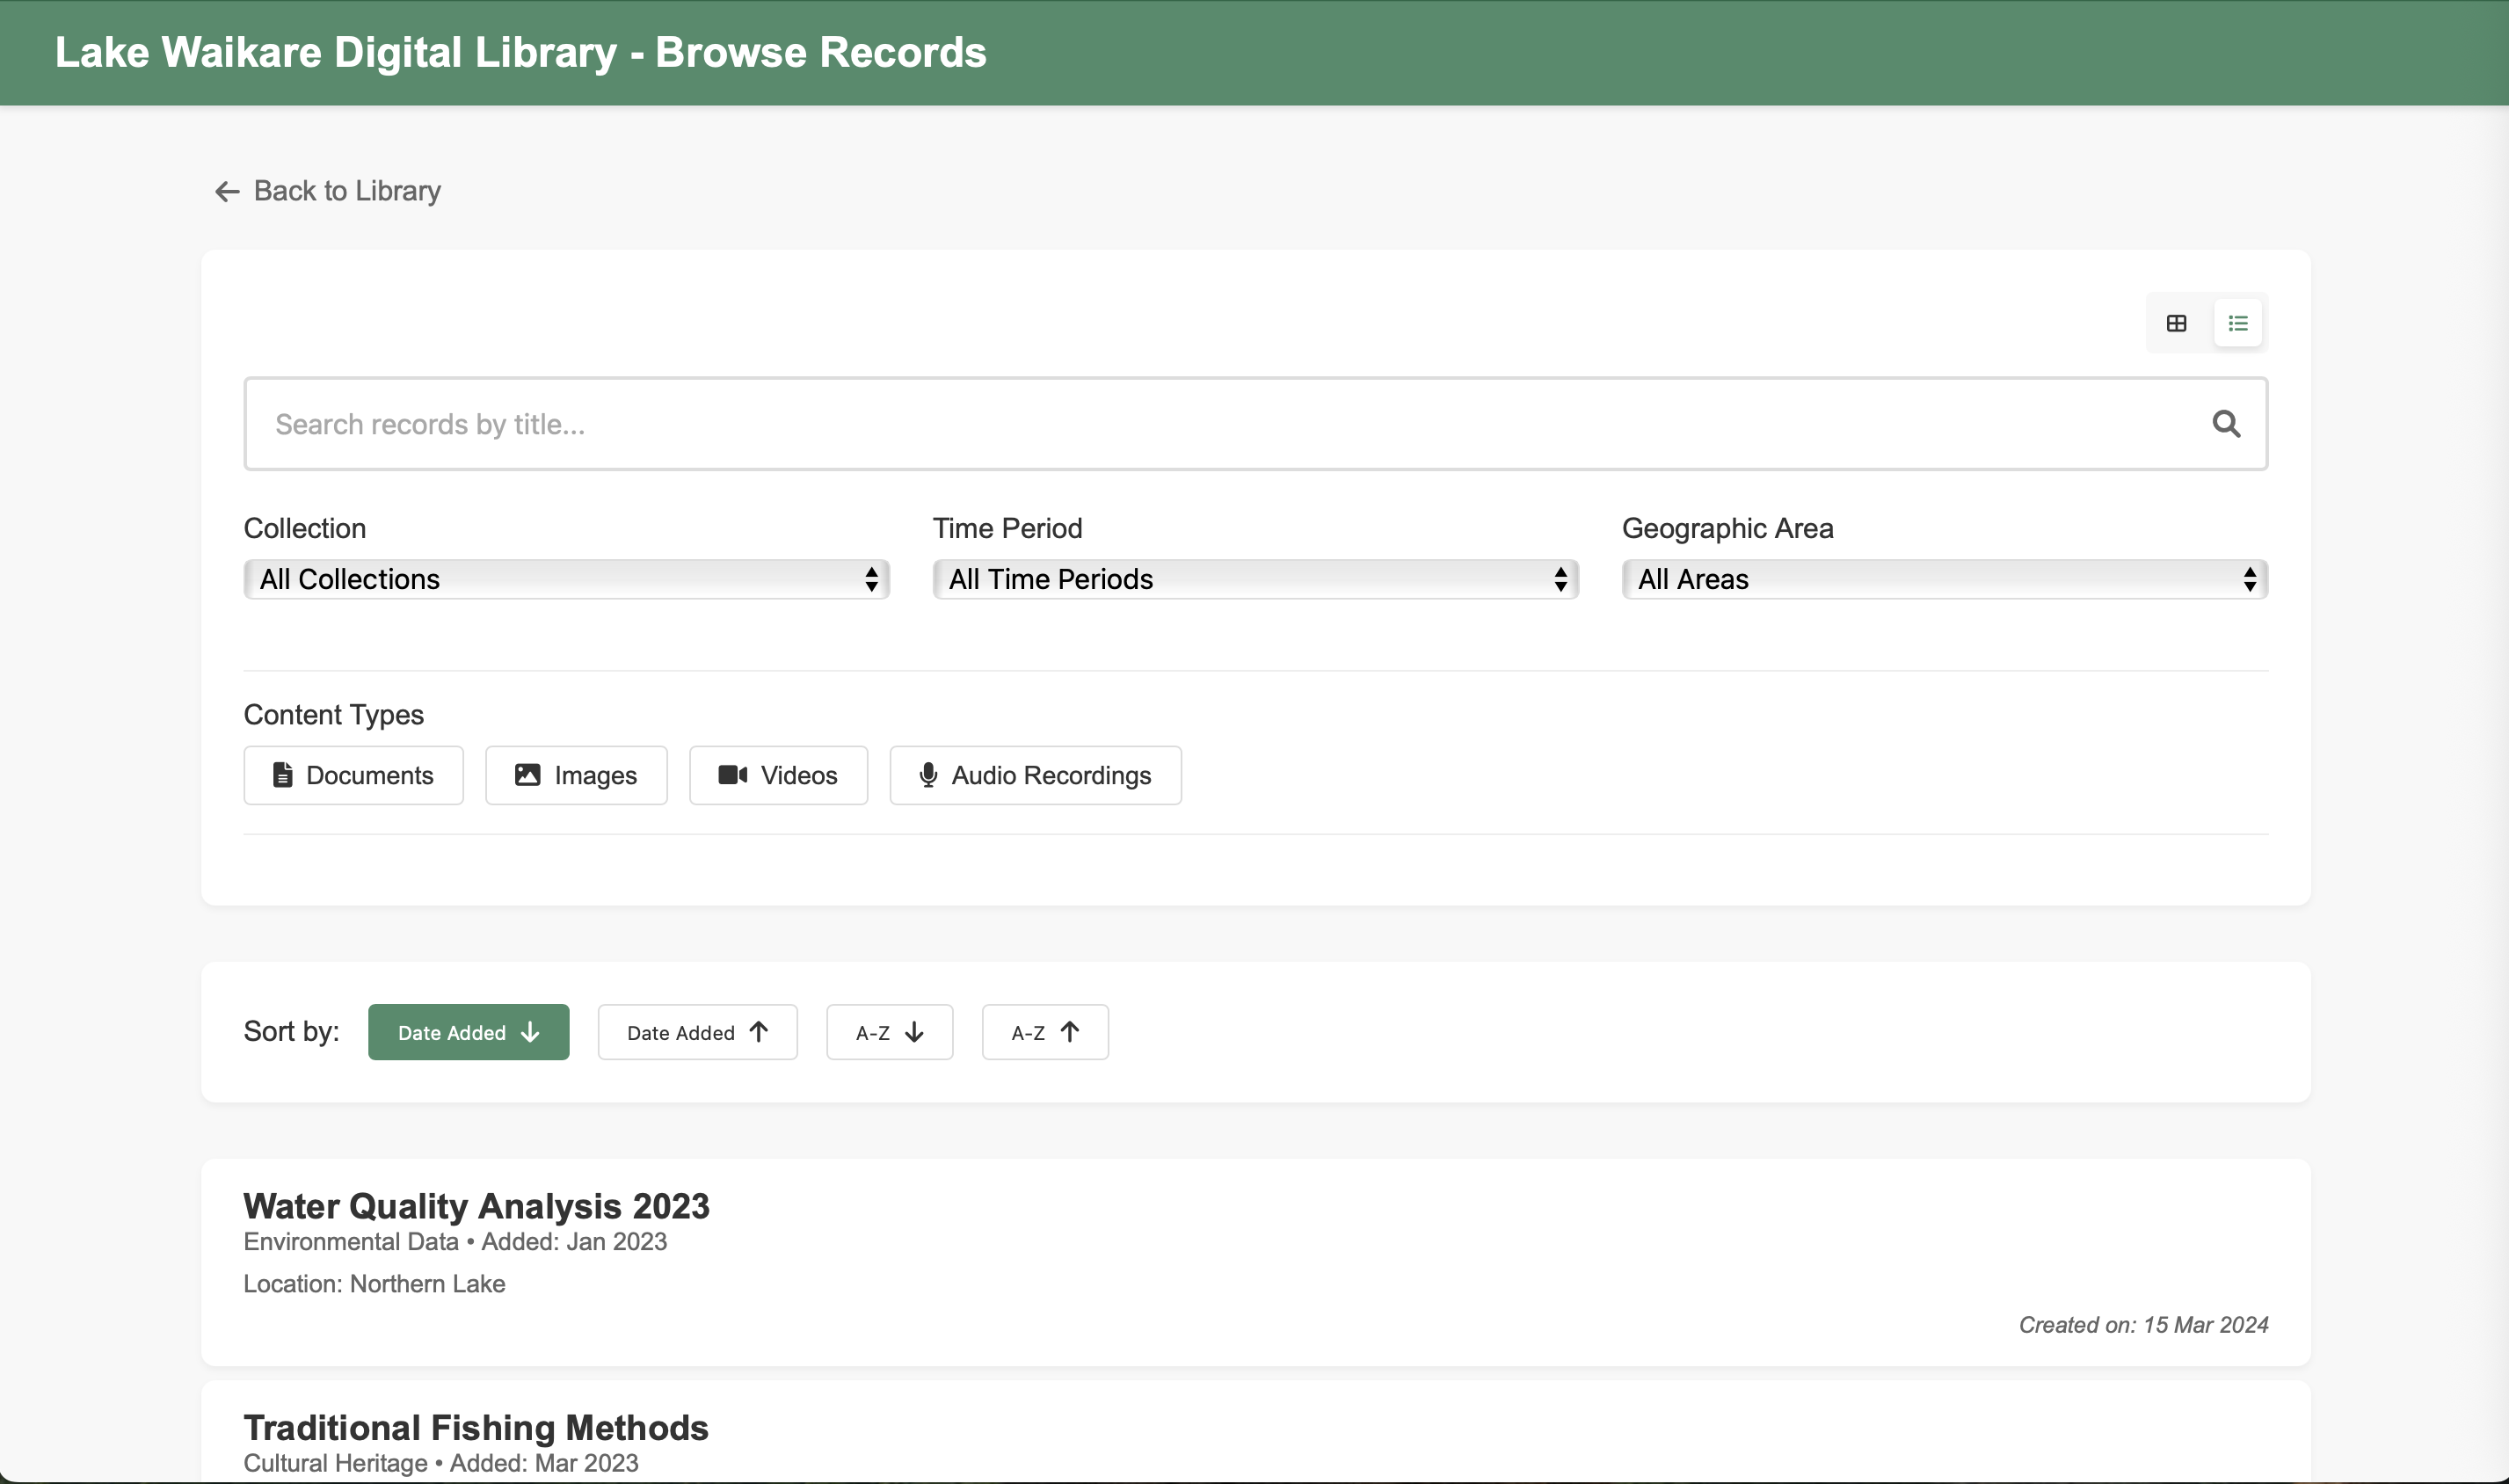 Lake Waikare Digital Library - Browse Records
Back to Library
Search records by title...
Collection Time Period Geographic Area
All Collections All Time Periods All Areas
Content Types
Documents Images Videos Audio Recordings
Sort by: Date Added ↓ Date Added ↑ A-Z ↓ A-Z ↑
Water Quality Analysis 2023
Environmental Data • Added: Jan 2023
Location: Northern Lake
Created on: 15 Mar 2024
Traditional Fishing Methods
Cultural Heritage • Added: Mar 2023